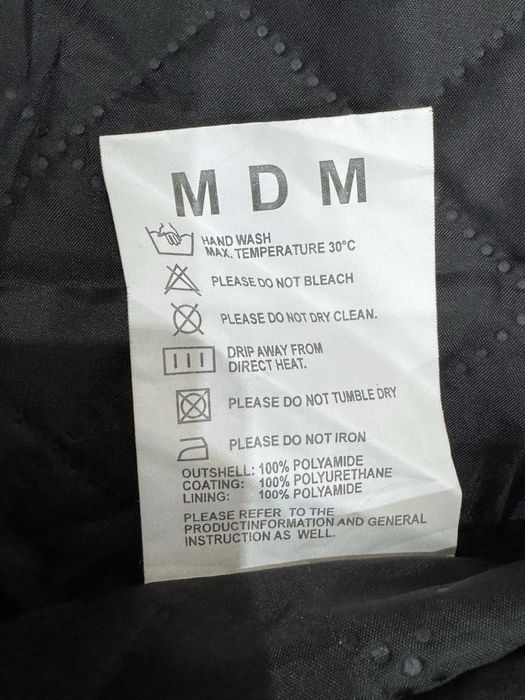 M D M
HAND WASH
MAX. TEMPERATURE 30°C
PLEASE DO NOT BLEACH
PLEASE DO NOT DRY CLEAN.
DRIP AWAY FROM
DIRECT HEAT.
PLEASE DO NOT TUMBLE DRY
PLEASE DO NOT IRON
OUTSHELL: 100% POLYAMIDE
COATING: 100% POLYURETHANE
LINING: 100% POLYAMIDE
PLEASE REFER TO THE
PRODUCTINFORMATION AND GENERAL
INSTRUCTION AS WELL.